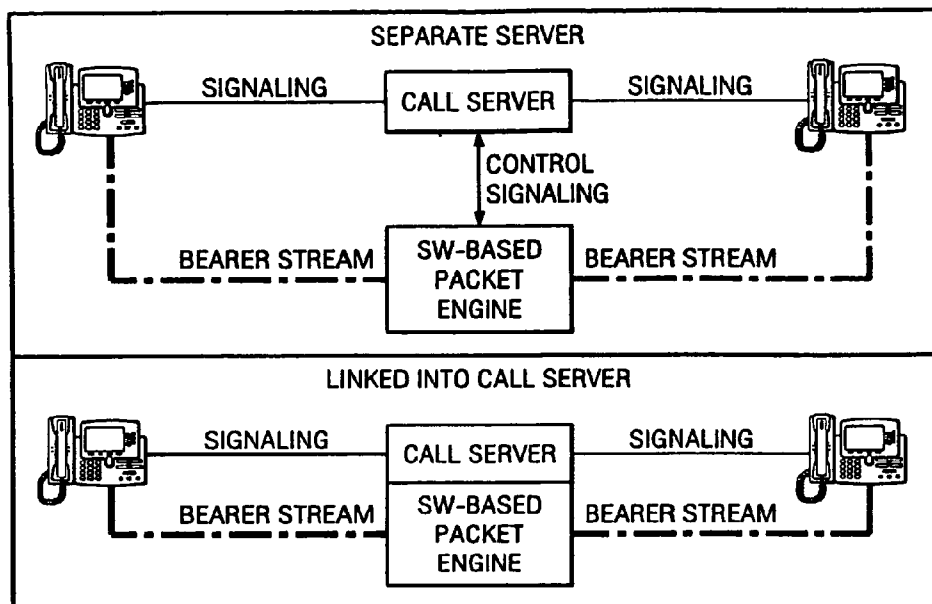 SEPARATE SERVER
SIGNALING
CALL SERVER
SIGNALING
CONTROL
SIGNALING
BEARER STREAM
SW-BASED
PACKET
ENGINE
BEARER STREAM
LINKED INTO CALL SERVER
SIGNALING
CALL SERVER
SIGNALING
BEARER STREAM
SW-BASED
PACKET
ENGINE
BEARER STREAM